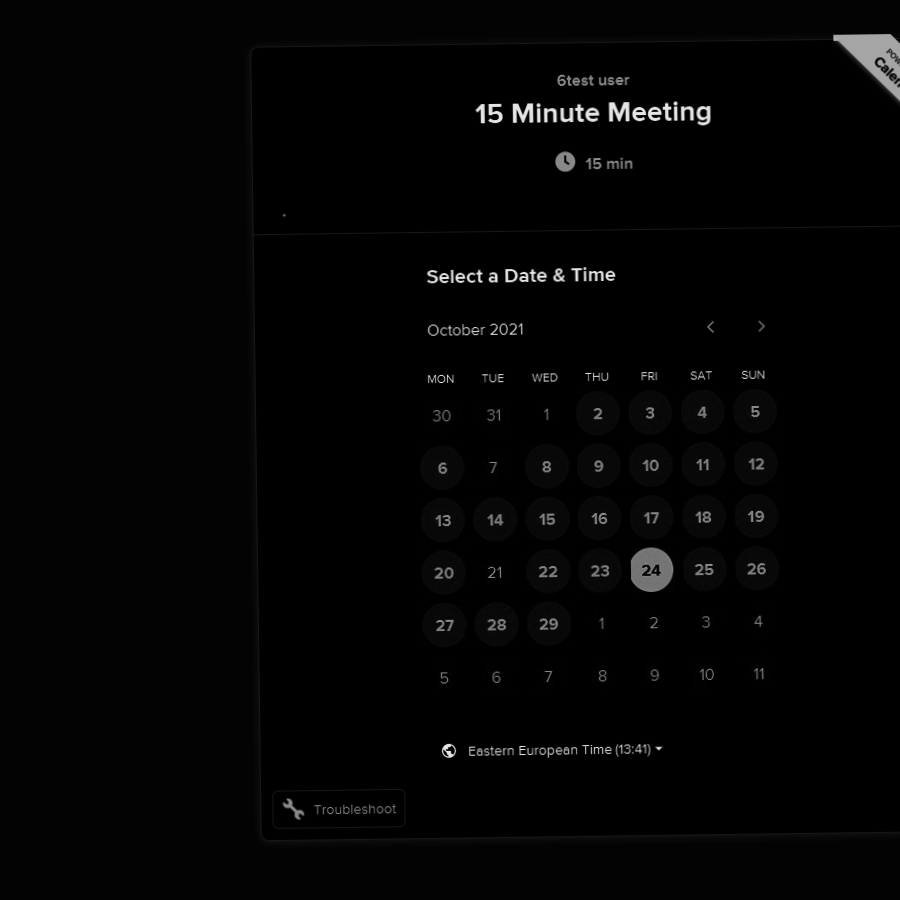 6test user
15 Minute Meeting
15 min
Select a Date & Time
October 2021
MON TUE WED THU FRI SAT SUN
30 31 1 2 3 4 5
6 7 8 9 10 11 12
13 14 15 16 17 18 19
20 21 22 23 24 25 26
27 28 29 1 2 3 4
5 6 7 8 9 10 11
Eastern European Time (13:41)
Troubleshoot